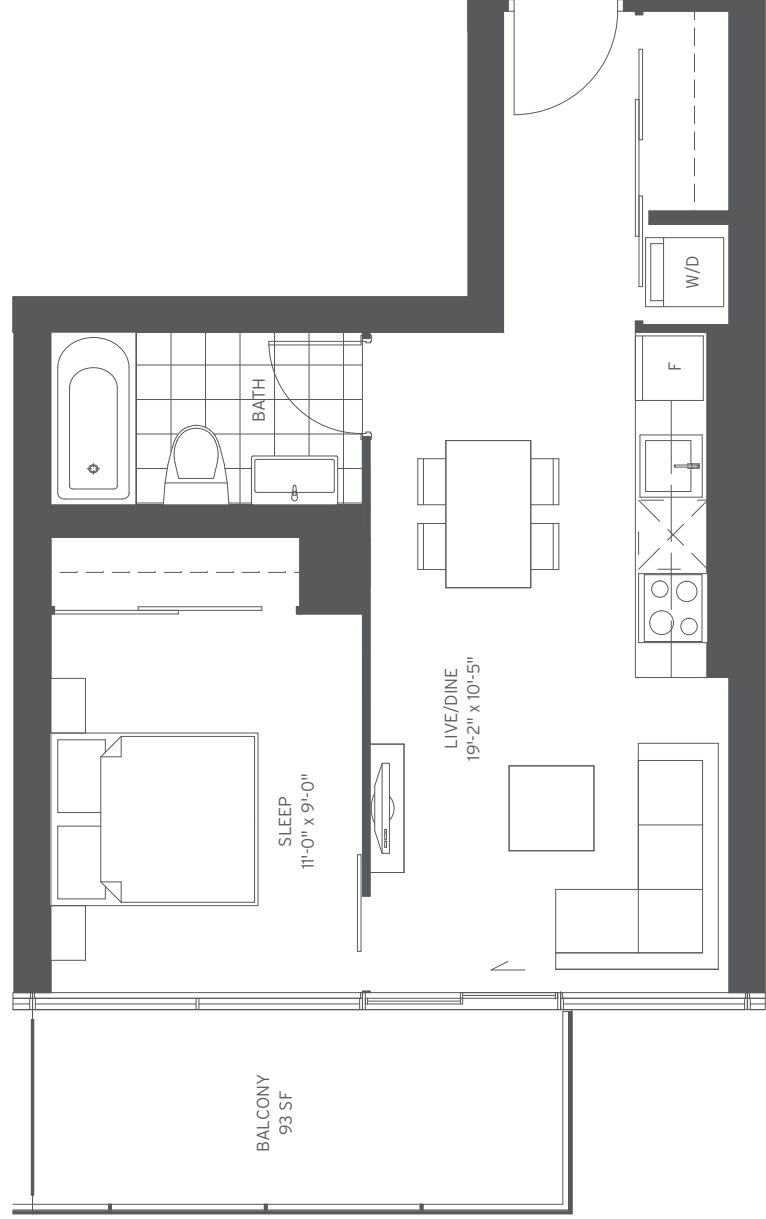 W/D
F
BATH
LIVE/DINE
19'-2" x 10'-5"
SLEEP
11'-0" x 9'-0"
BALCONY
93 SF